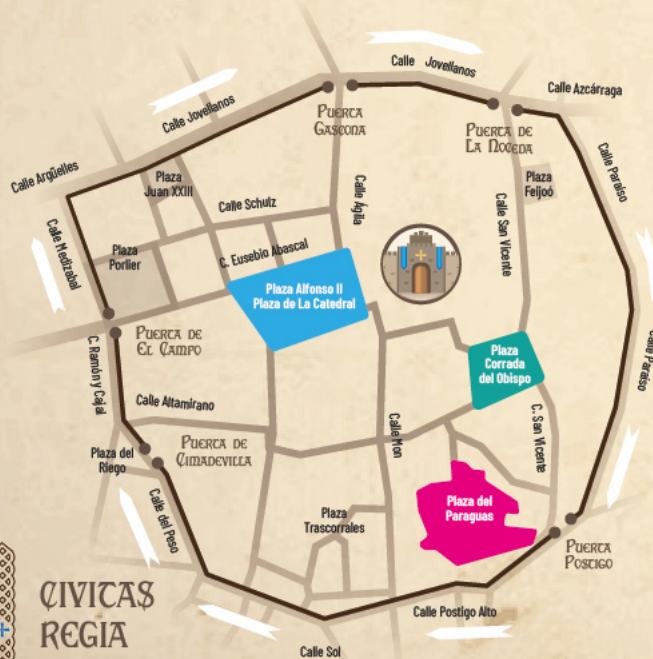 Calle Jovellanos
Calle Azcárraga
Calle Jovellanos
PUERTA
GASCONA
PUERTA DE
LA NOCEDA
Calle Argüelles
Plaza
Juan XXIII
Calle Paraiso
Plaza
Feijoó
Calle Schulz
Calle Águila
Calle San Vicente
Calle Medizabal
Plaza
Porlier
C. Eusebio Abascal
Plaza Alfonso II
Plaza de La Catedral
PUERTA DE
EL CAMPO
C. Ramón y Cajal
Plaza
Corrada
del Obispo
Calle Paraiso
Calle Altamirano
Calle Mon
C. San Vicente
PUERTA DE
CIMADEVILLA
Plaza del
Riego
Calle del Peso
Plaza
Trascorrales
Plaza del
Paraguas
PUERTA
POSTIGO
CIVITAS
REGIA
Calle Postigo Alto
Calle Sol